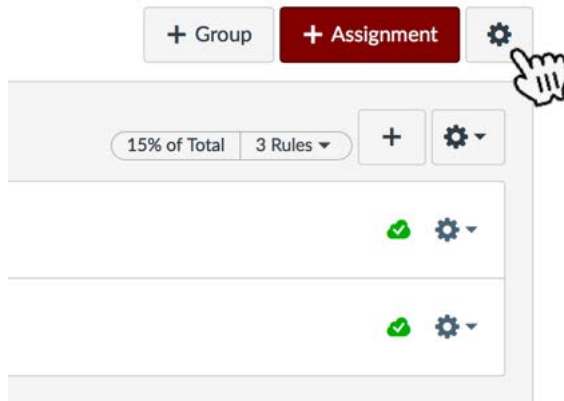 + Group + Assignment
15% of Total 3 Rules